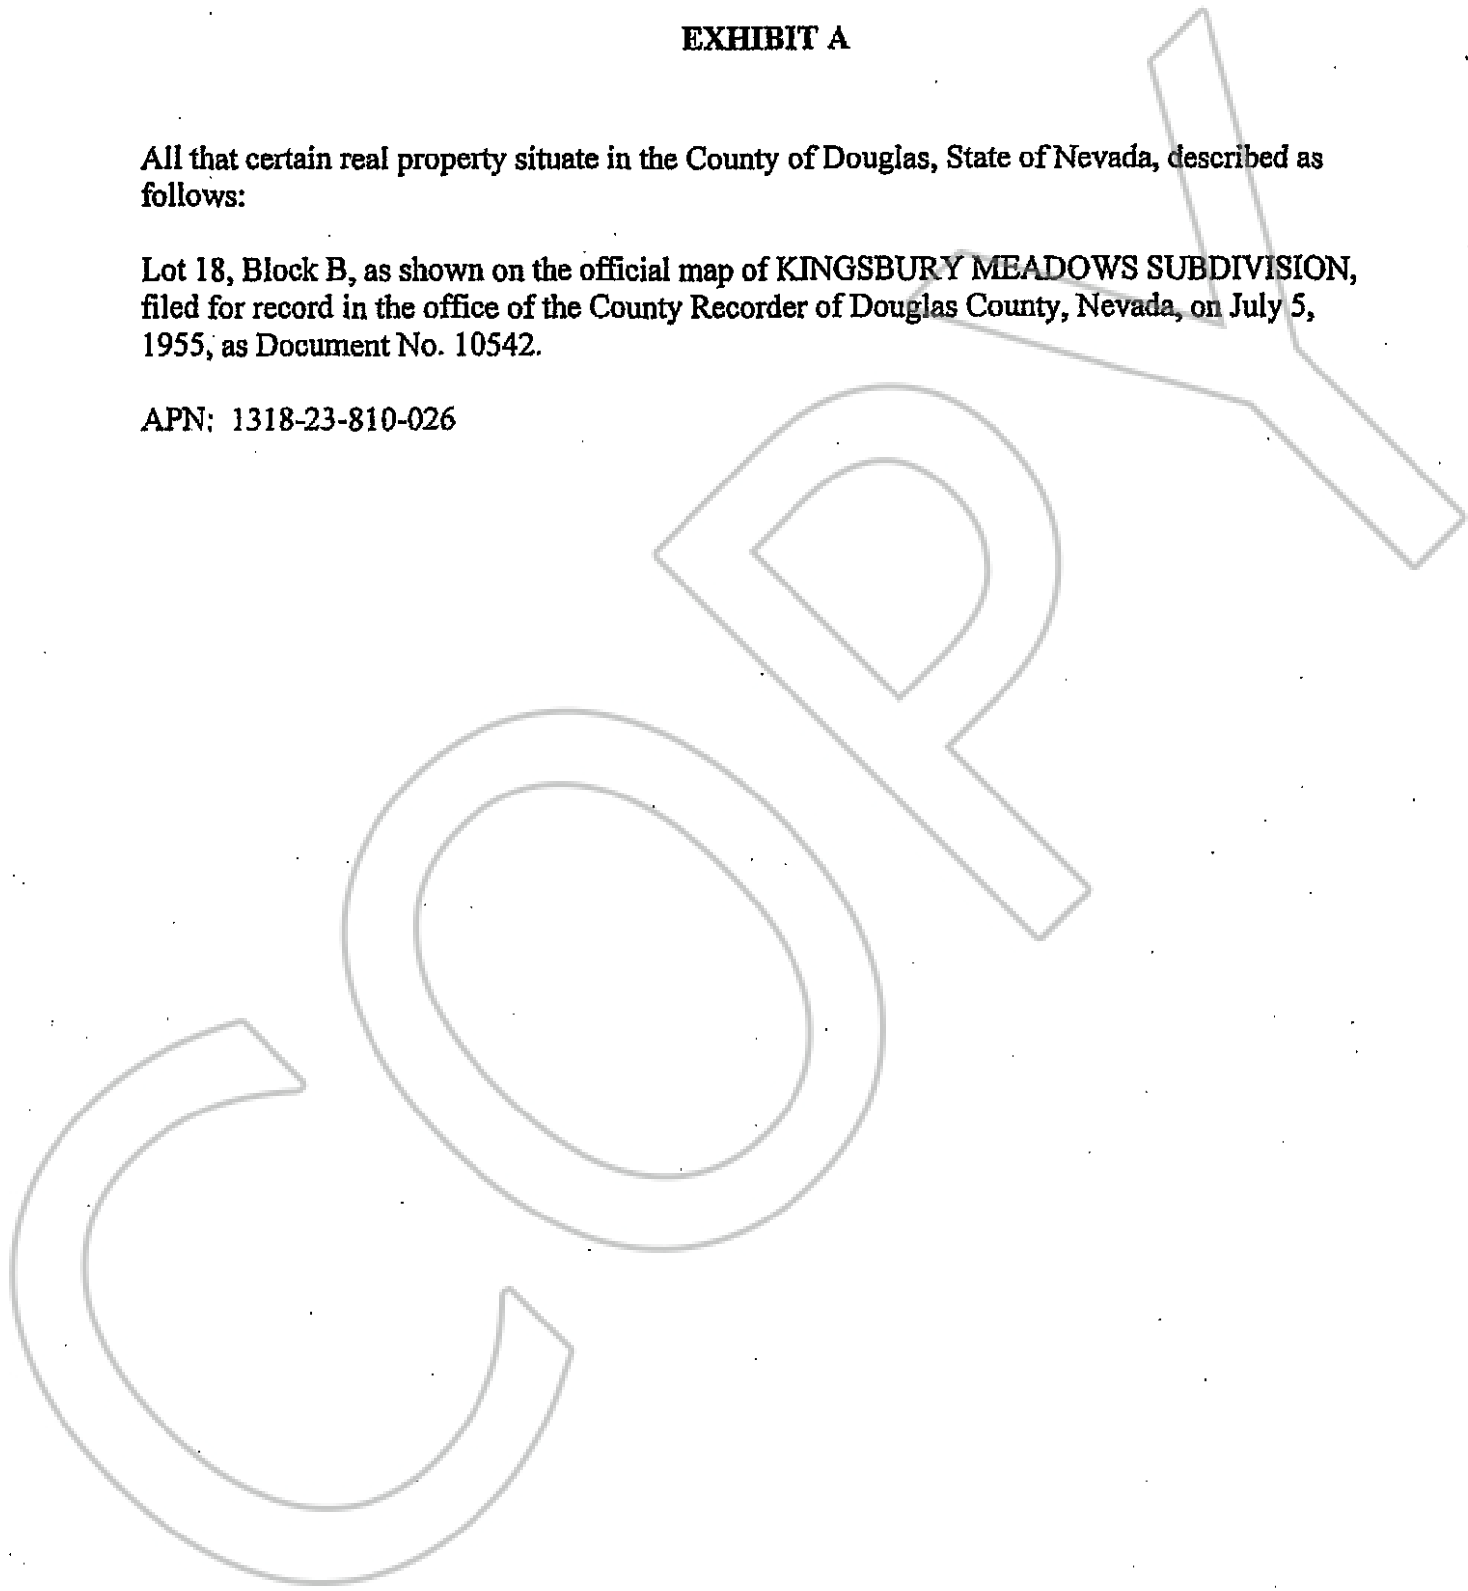 EXHIBIT A
All that certain real property situate in the County of Douglas, State of Nevada, described as
follows:
Lot 18, Block B, as shown on the official map of KINGSBURY MEADOWS SUBDIVISION,
filed for record in the office of the County Recorder of Douglas County, Nevada, on July 5,
1955, as Document No. 10542.
APN: 1318-23-810-026
COPY